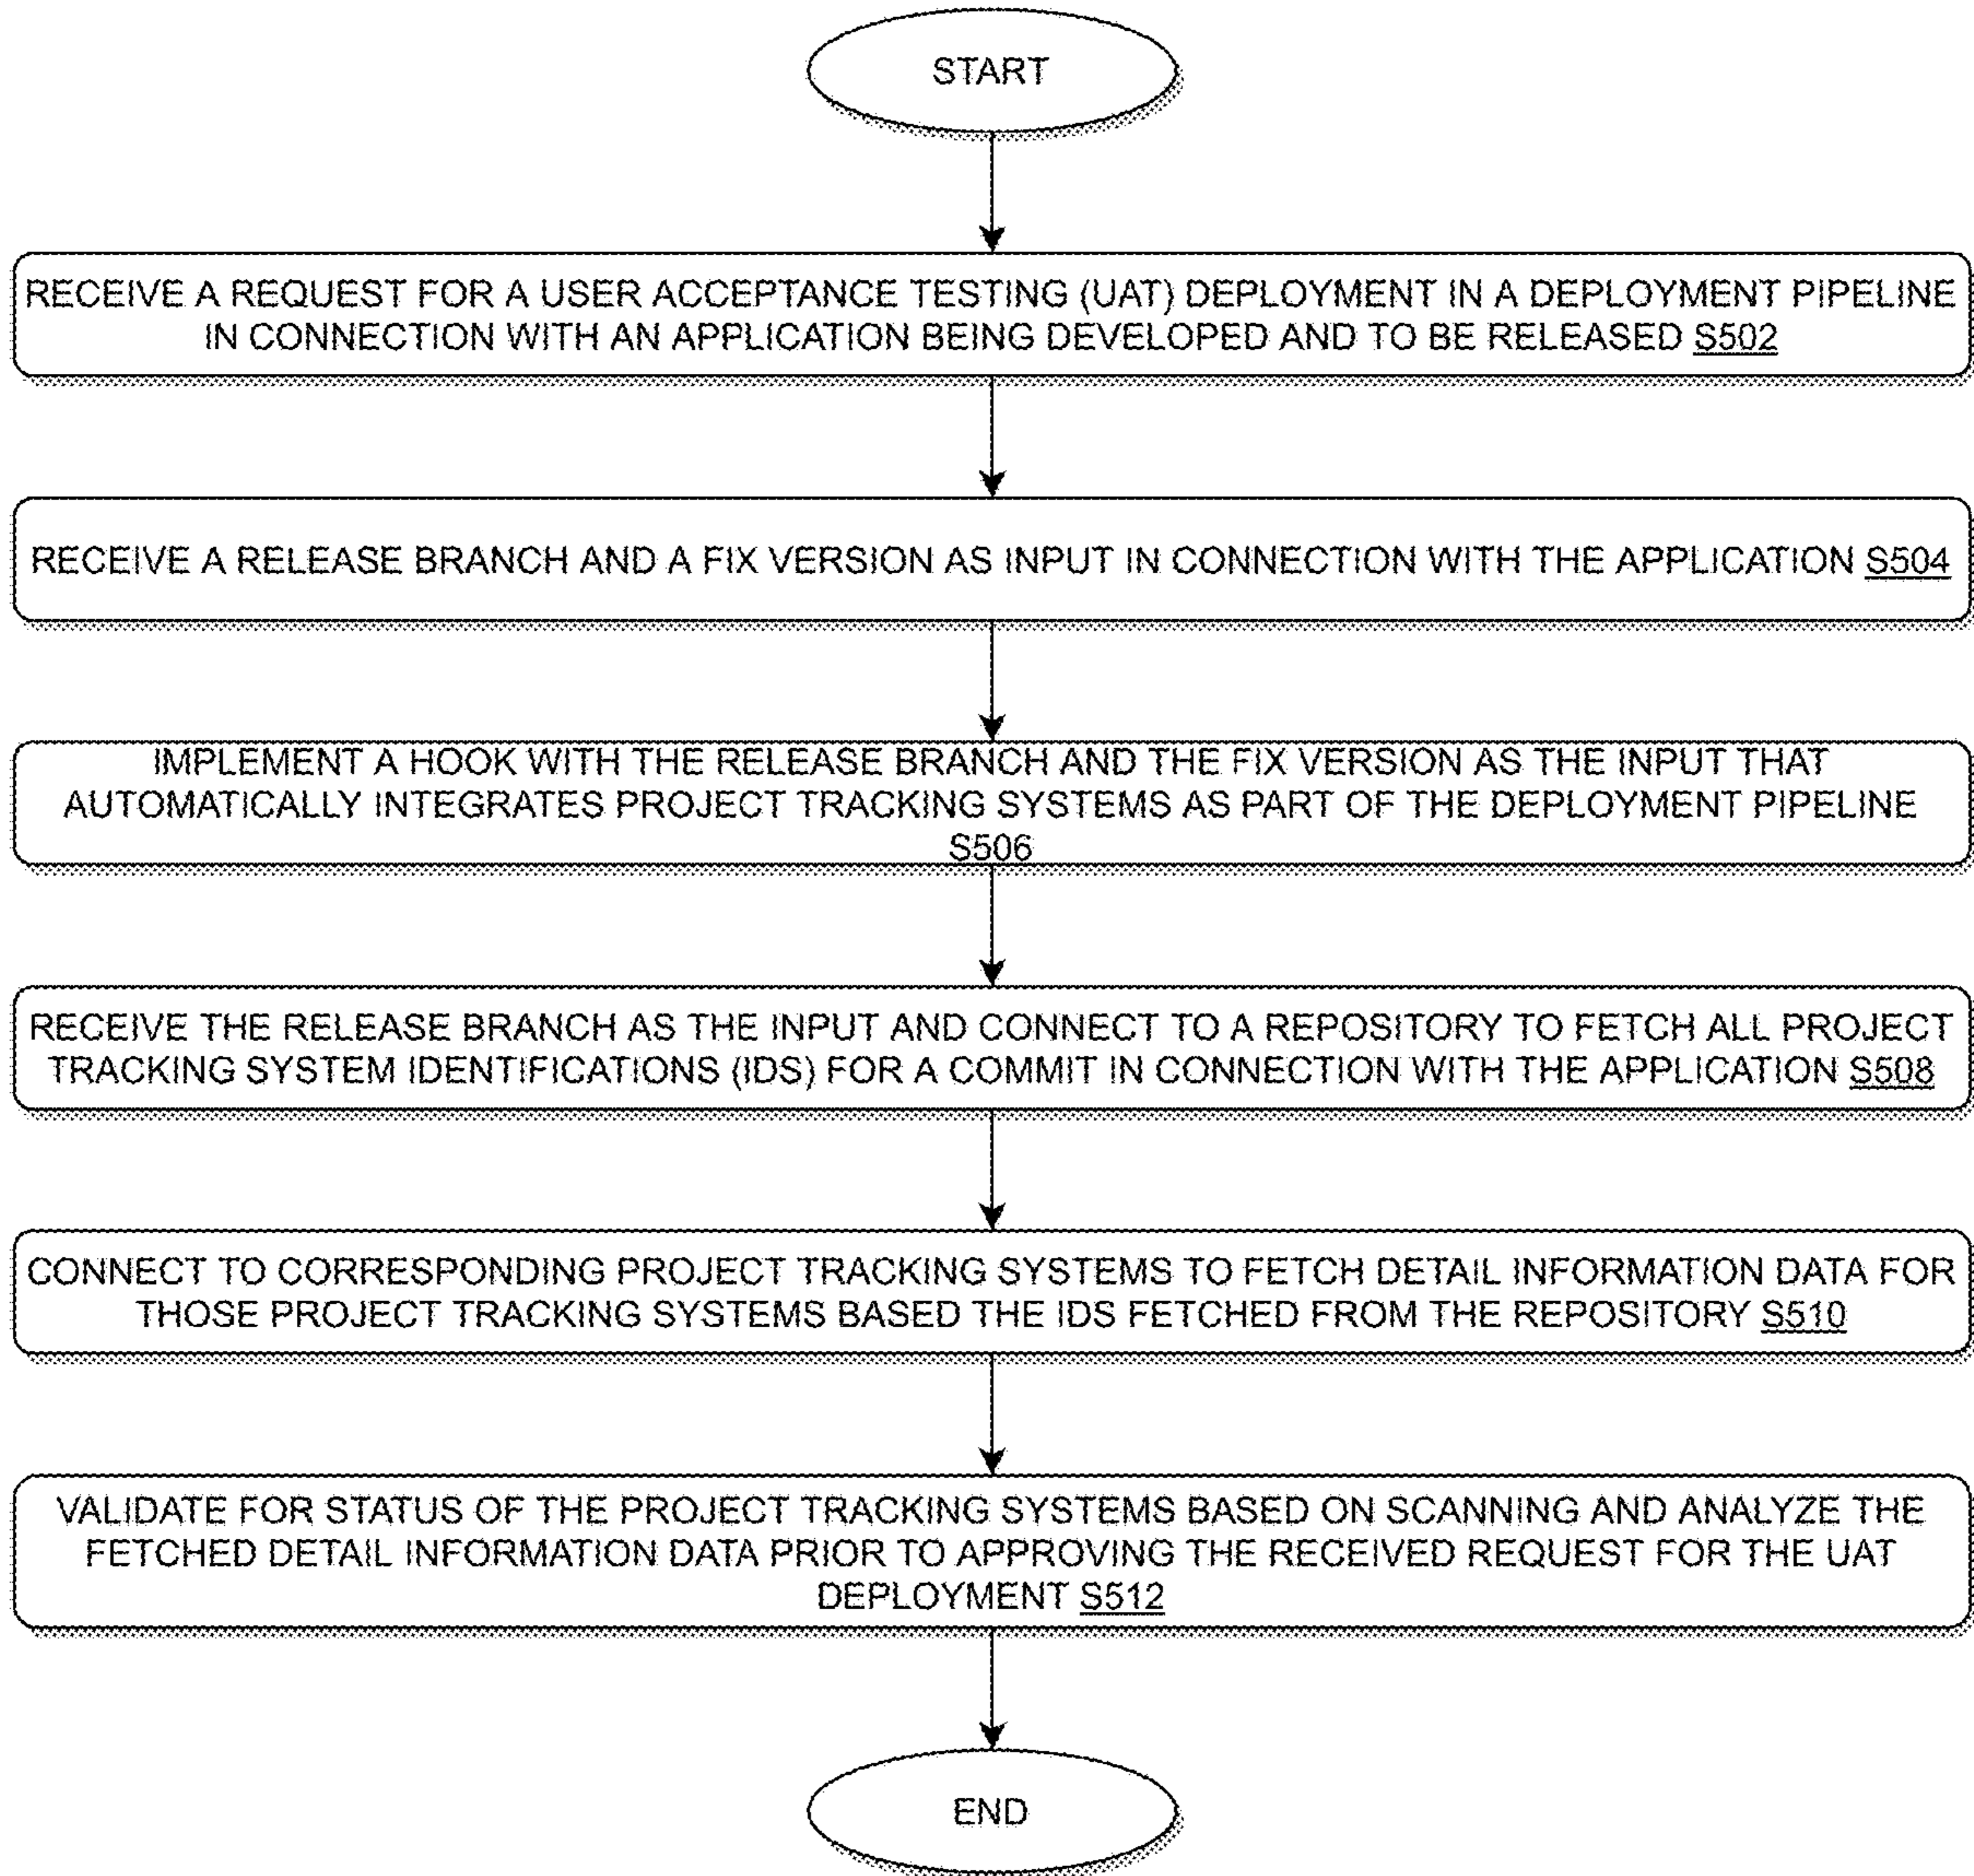 START
RECEIVE A REQUEST FOR A USER ACCEPTANCE TESTING (UAT) DEPLOYMENT IN A DEPLOYMENT PIPELINE
IN CONNECTION WITH AN APPLICATION BEING DEVELOPED AND TO BE RELEASED S502
RECEIVE A RELEASE BRANCH AND A FIX VERSION AS INPUT IN CONNECTION WITH THE APPLICATION S504
IMPLEMENT A HOOK WITH THE RELEASE BRANCH AND THE FIX VERSION AS THE INPUT THAT
AUTOMATICALLY INTEGRATES PROJECT TRACKING SYSTEMS AS PART OF THE DEPLOYMENT PIPELINE
S506
RECEIVE THE RELEASE BRANCH AS THE INPUT AND CONNECT TO A REPOSITORY TO FETCH ALL PROJECT
TRACKING SYSTEM IDENTIFICATIONS (IDS) FOR A COMMIT IN CONNECTION WITH THE APPLICATION S508
CONNECT TO CORRESPONDING PROJECT TRACKING SYSTEMS TO FETCH DETAIL INFORMATION DATA FOR
THOSE PROJECT TRACKING SYSTEMS BASED THE IDS FETCHED FROM THE REPOSITORY S510
VALIDATE FOR STATUS OF THE PROJECT TRACKING SYSTEMS BASED ON SCANNING AND ANALYZE THE
FETCHED DETAIL INFORMATION DATA PRIOR TO APPROVING THE RECEIVED REQUEST FOR THE UAT
DEPLOYMENT S512
END